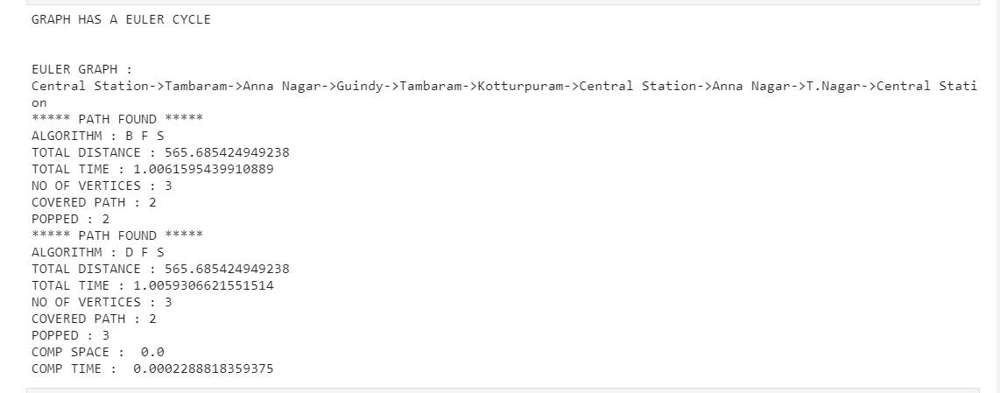 GRAPH HAS A EULER CYCLE
EULER GRAPH :
Central Station->Tambaram->Anna Nagar->Guindy->Tambaram->Kotturpuram->Central Station->Anna Nagar->T.Nagar->Central Stati
on
***** PATH FOUND *****
ALGORITHM : B F S
TOTAL DISTANCE : 565.685424949238
TOTAL TIME : 1.0061595439910889
NO OF VERTICES : 3
COVERED PATH : 2
POPPED : 2
***** PATH FOUND *****
ALGORITHM : D F S
TOTAL DISTANCE : 565.685424949238
TOTAL TIME : 1.0059306621551514
NO OF VERTICES : 3
COVERED PATH : 2
POPPED : 3
COMP SPACE :  0.0
COMP TIME :  0.0002288818359375